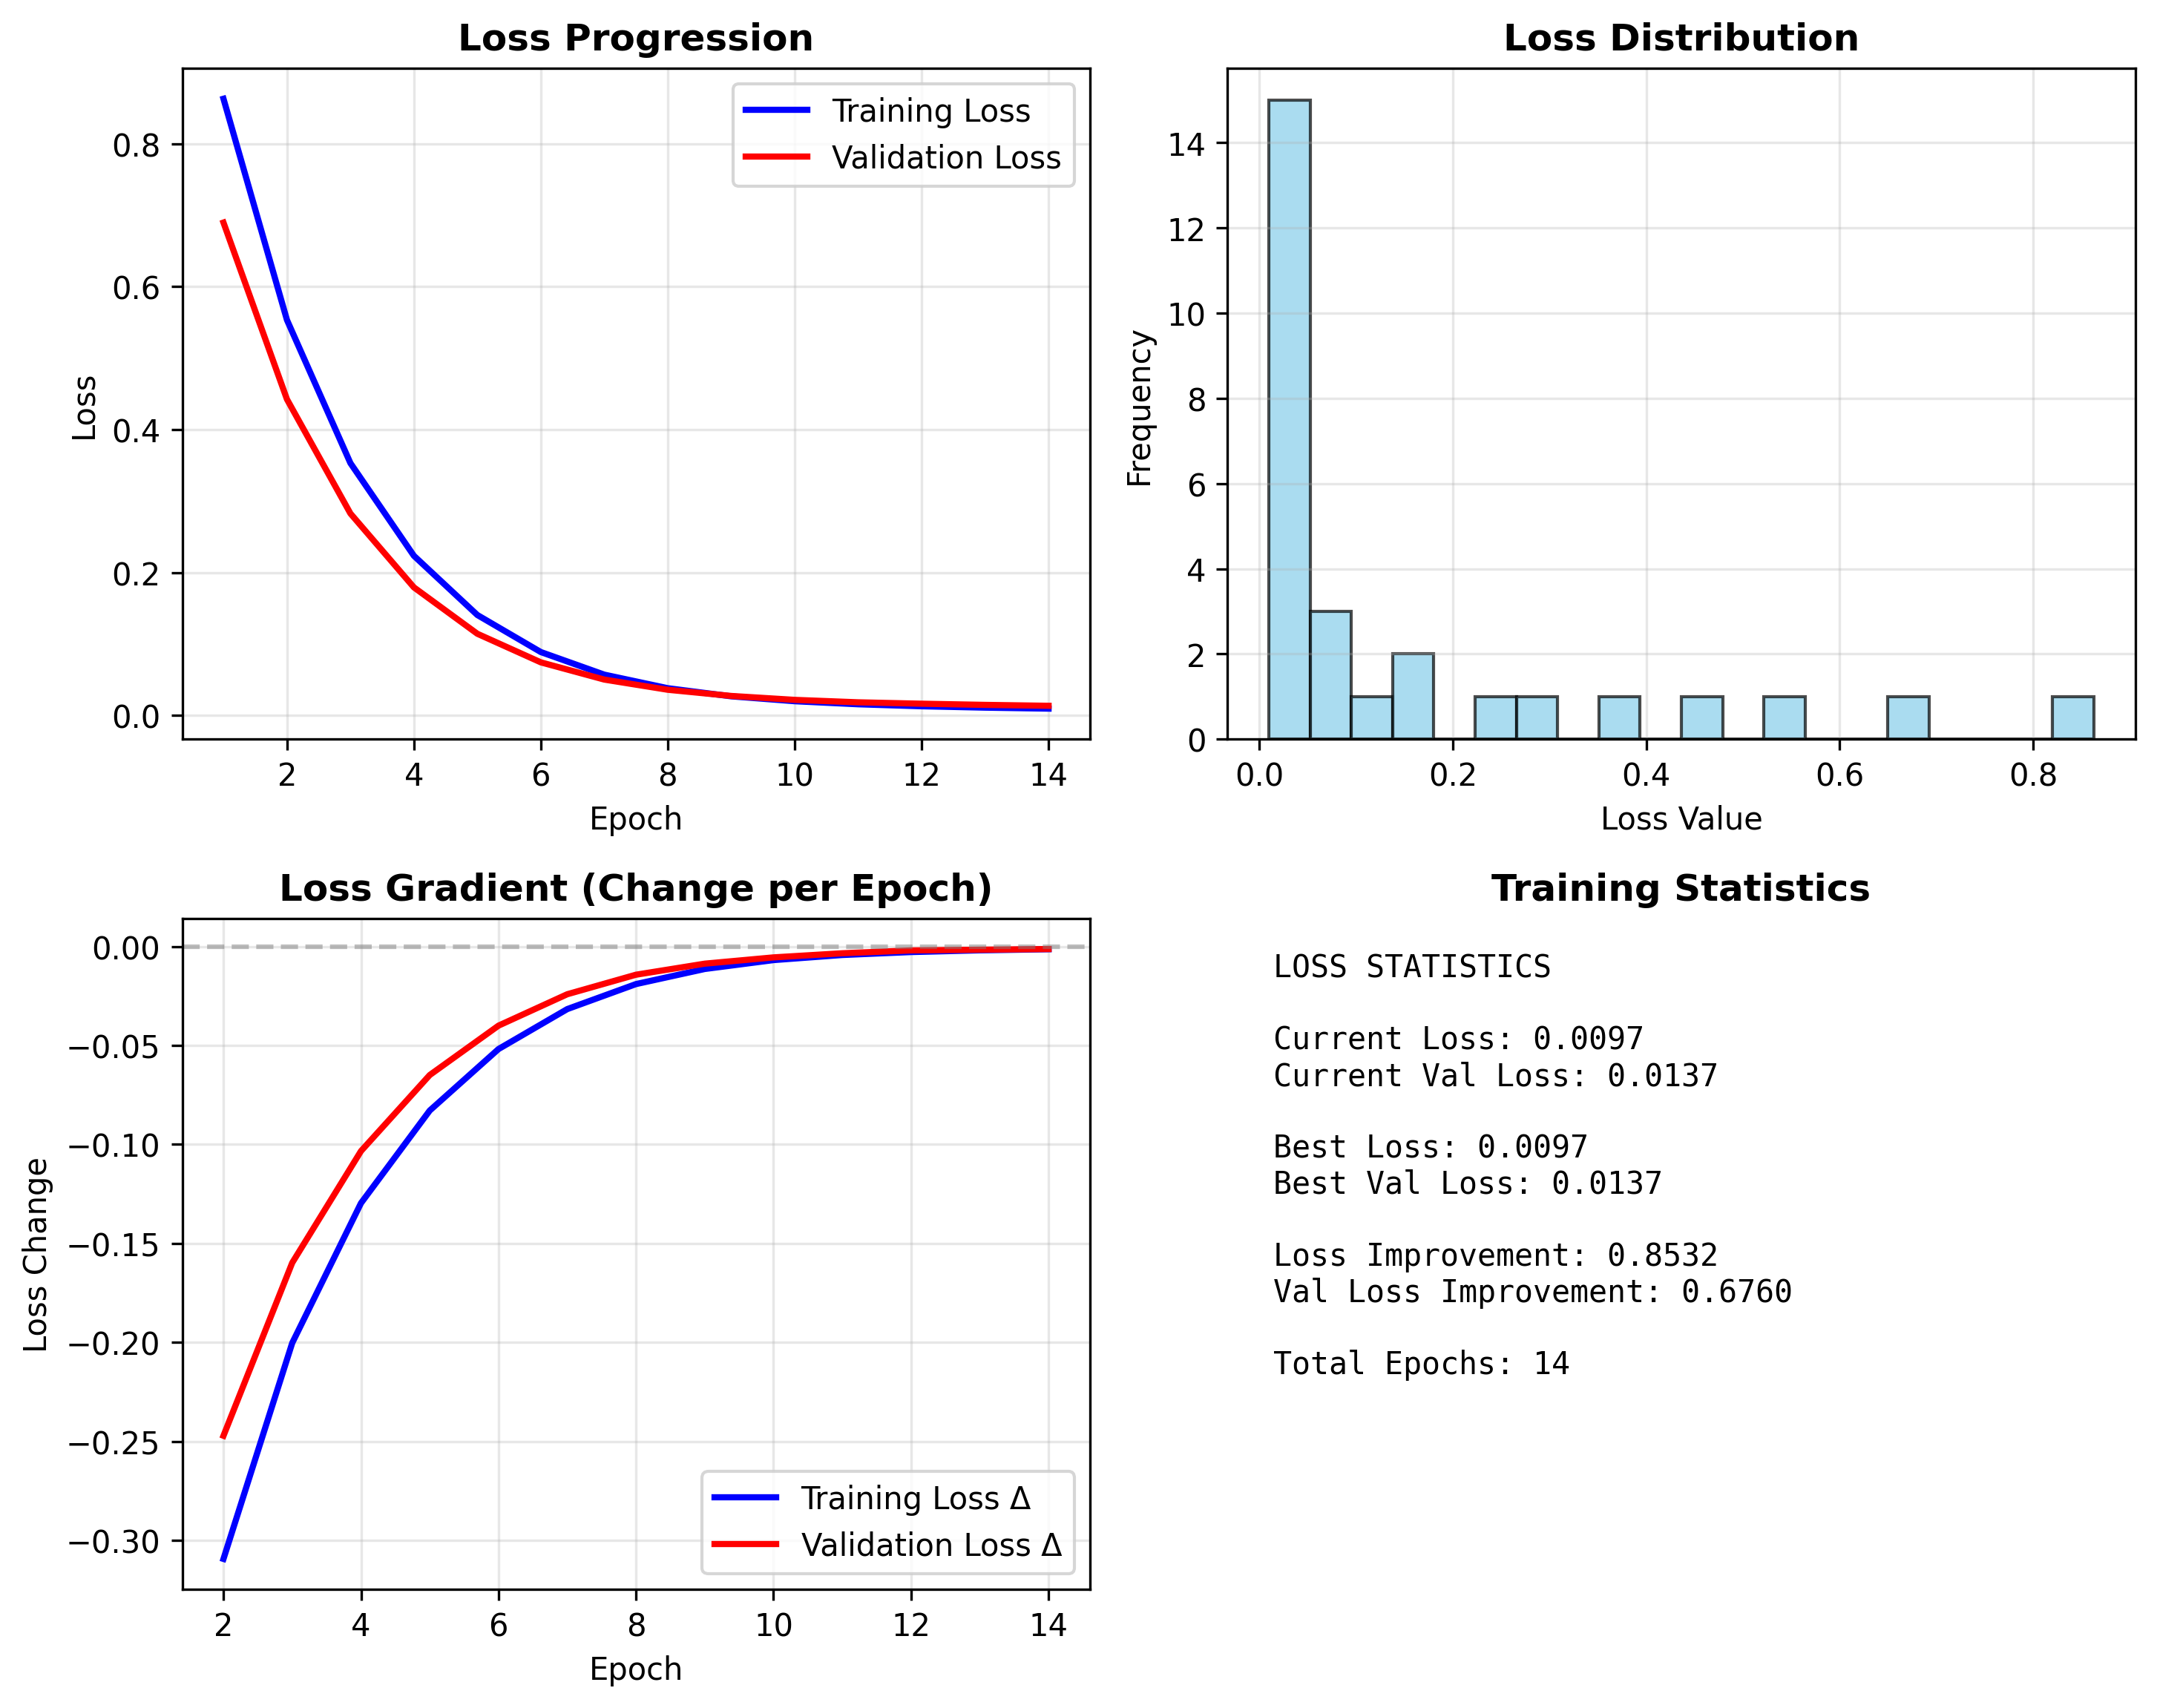 Loss Progression
Training Loss
Validation Loss
0.8
0.6
0.4
0.2
0.0
Loss
2 4 6 8 10 12 14
Epoch
Loss Distribution
14
12
10
8
6
4
2
0
Frequency
0.0 0.2 0.4 0.6 0.8
Loss Value
Loss Gradient (Change per Epoch)
0.00
−0.05
−0.10
−0.15
−0.20
−0.25
−0.30
Loss Change
Training Loss Δ
Validation Loss Δ
2 4 6 8 10 12 14
Epoch
Training Statistics
LOSS STATISTICS
Current Loss: 0.0097
Current Val Loss: 0.0137
Best Loss: 0.0097
Best Val Loss: 0.0137
Loss Improvement: 0.8532
Val Loss Improvement: 0.6760
Total Epochs: 14